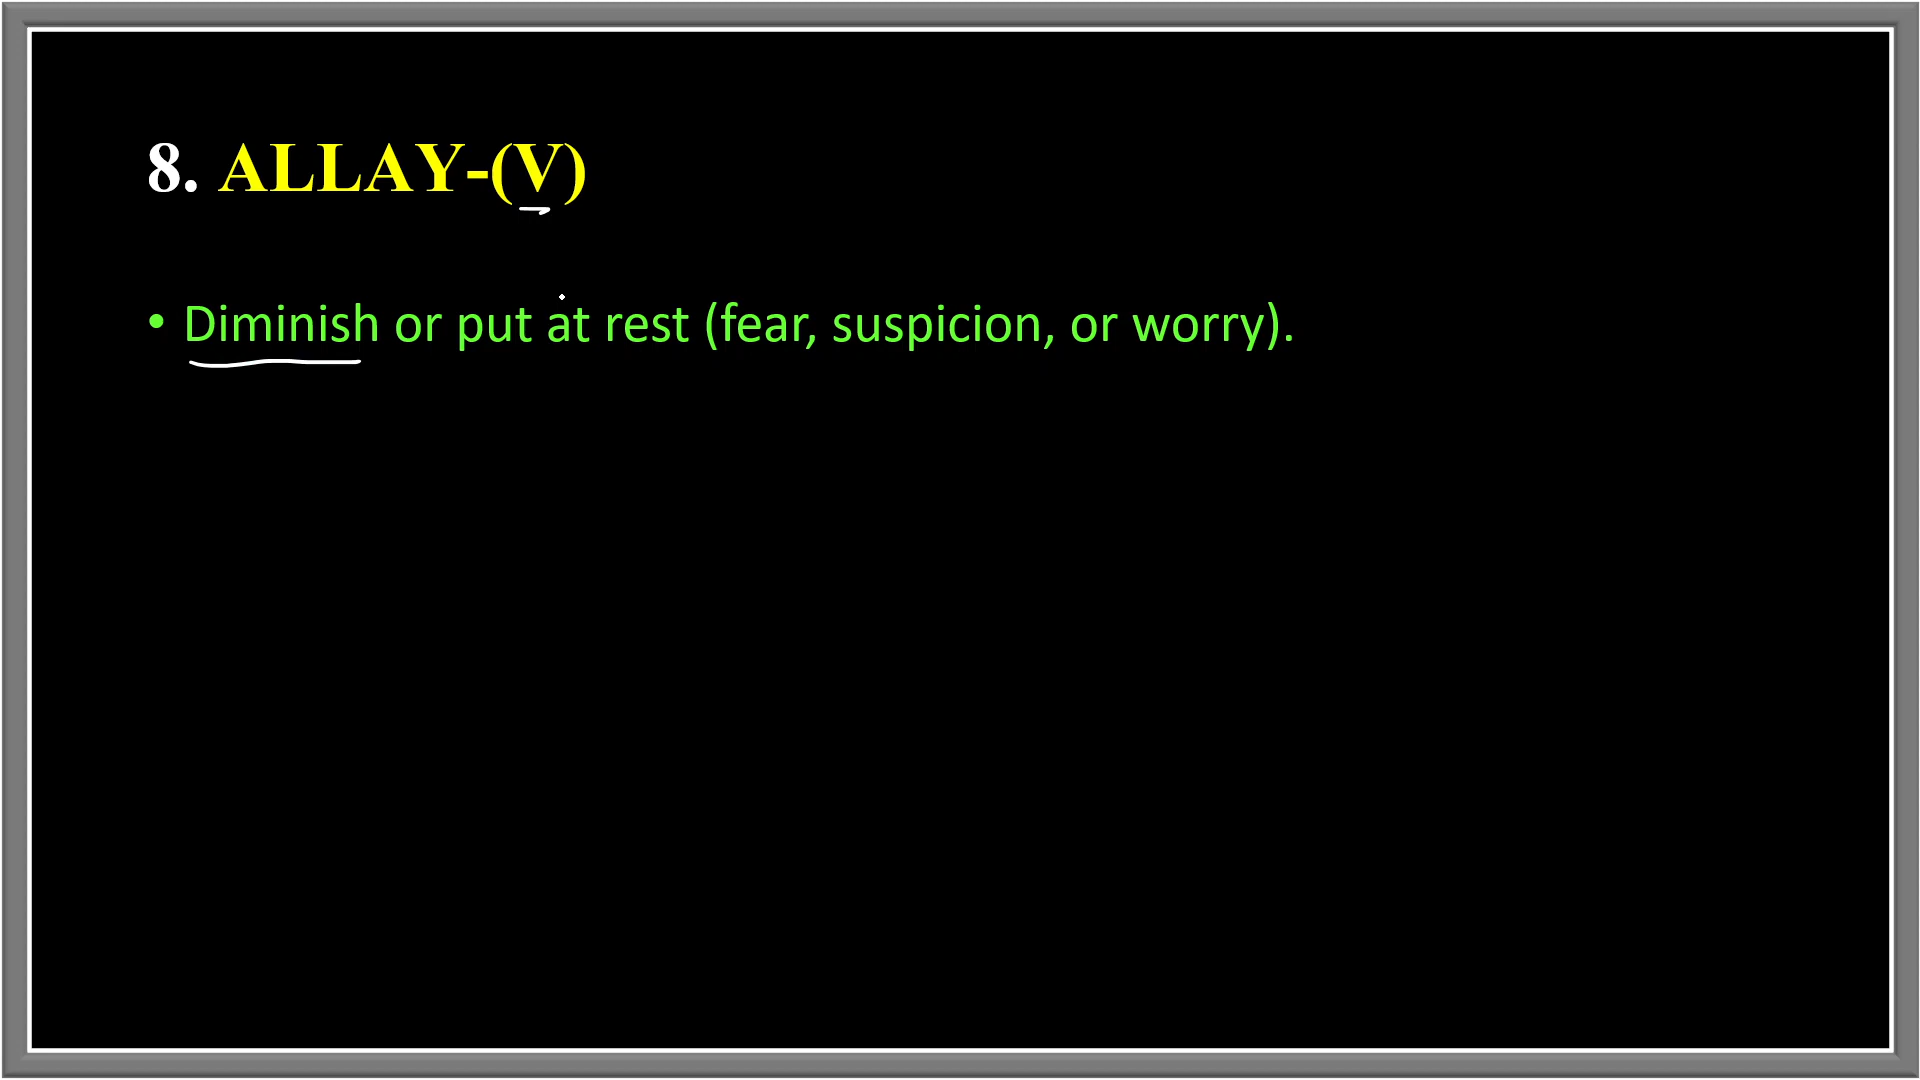 8. ALLAY-(V)
• Diminish or put at rest (fear, suspicion, or worry).